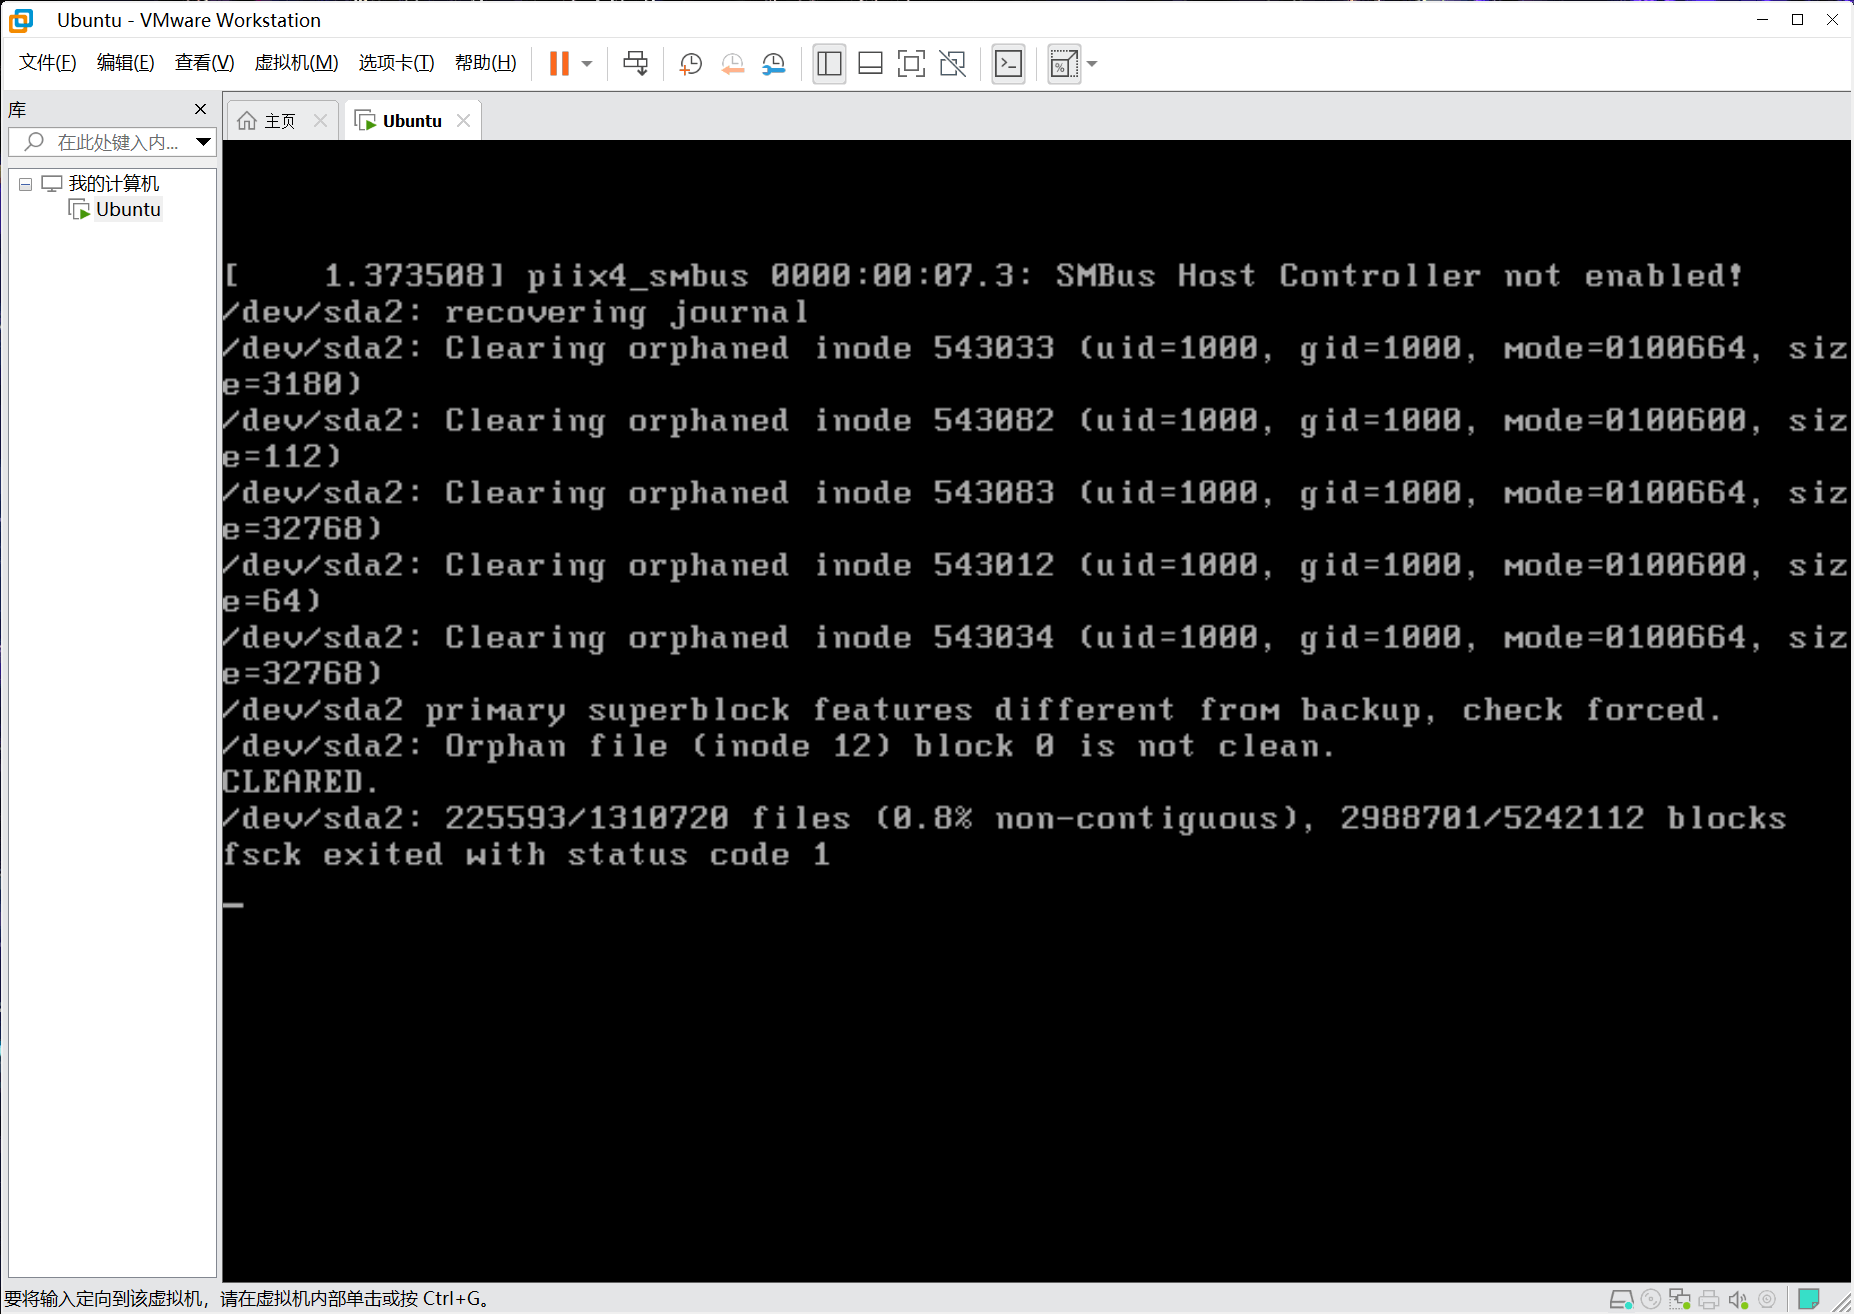 Ubuntu - VMware Workstation
文件(F) 编辑(E) 查看(V) 虚拟机(M) 选项卡(T) 帮助(H)
库
主页
Ubuntu
在此处键入内...
我的计算机
Ubuntu
[    1.373508] piix4_smbus 0000:00:07.3: SMBus Host Controller not enabled!
/dev/sda2: recovering journal
/dev/sda2: Clearing orphaned inode 543033 (uid=1000, gid=1000, mode=0100664, siz
e=3180)
/dev/sda2: Clearing orphaned inode 543082 (uid=1000, gid=1000, mode=0100600, siz
e=112)
/dev/sda2: Clearing orphaned inode 543083 (uid=1000, gid=1000, mode=0100664, siz
e=32768)
/dev/sda2: Clearing orphaned inode 543012 (uid=1000, gid=1000, mode=0100600, siz
e=64)
/dev/sda2: Clearing orphaned inode 543034 (uid=1000, gid=1000, mode=0100664, siz
e=32768)
/dev/sda2 primary superblock features different from backup, check forced.
/dev/sda2: Orphan file (inode 12) block 0 is not clean.
CLEARED.
/dev/sda2: 225593/1310720 files (0.8% non-contiguous), 2988701/5242112 blocks
fsck exited with status code 1
要将输入定向到该虚拟机，请在虚拟机内部单击或按 Ctrl+G。